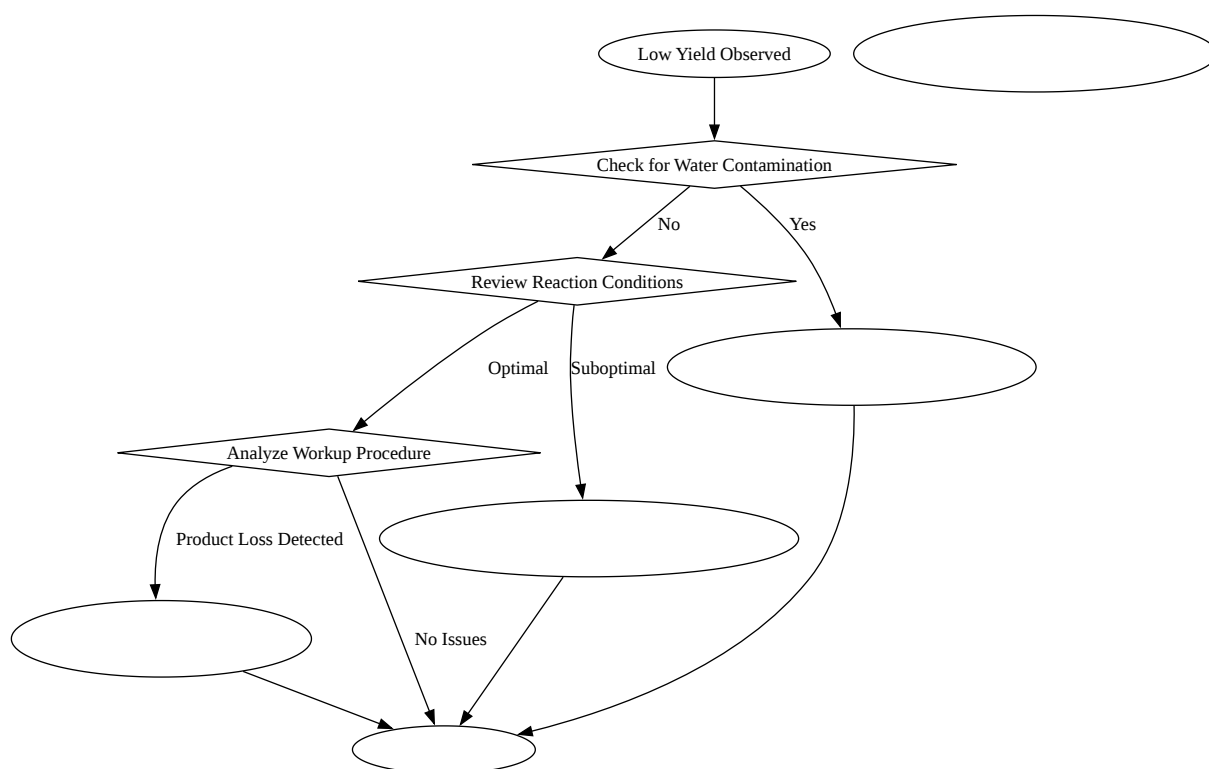 Low Yield Observed
Check for Water Contamination
No
Yes
Review Reaction Conditions
Optimal
Suboptimal
Analyze Workup Procedure
Product Loss Detected
No Issues